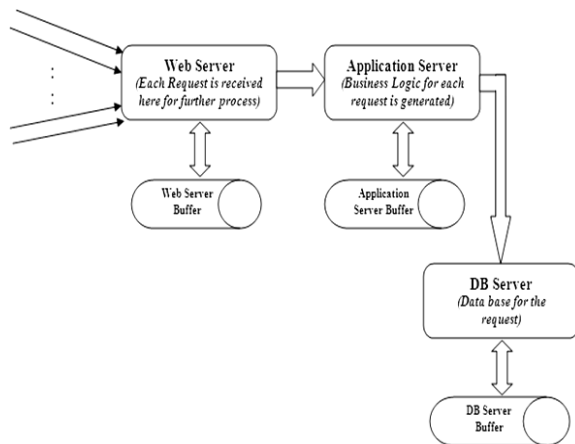 Web Server
(Each Request is received
here for further process)
Application Server
(Business Logic for each
request is generated)
Web Server
Buffer
Application
Server Buffer
DB Server
(Data base for the
request)
DB Server
Buffer